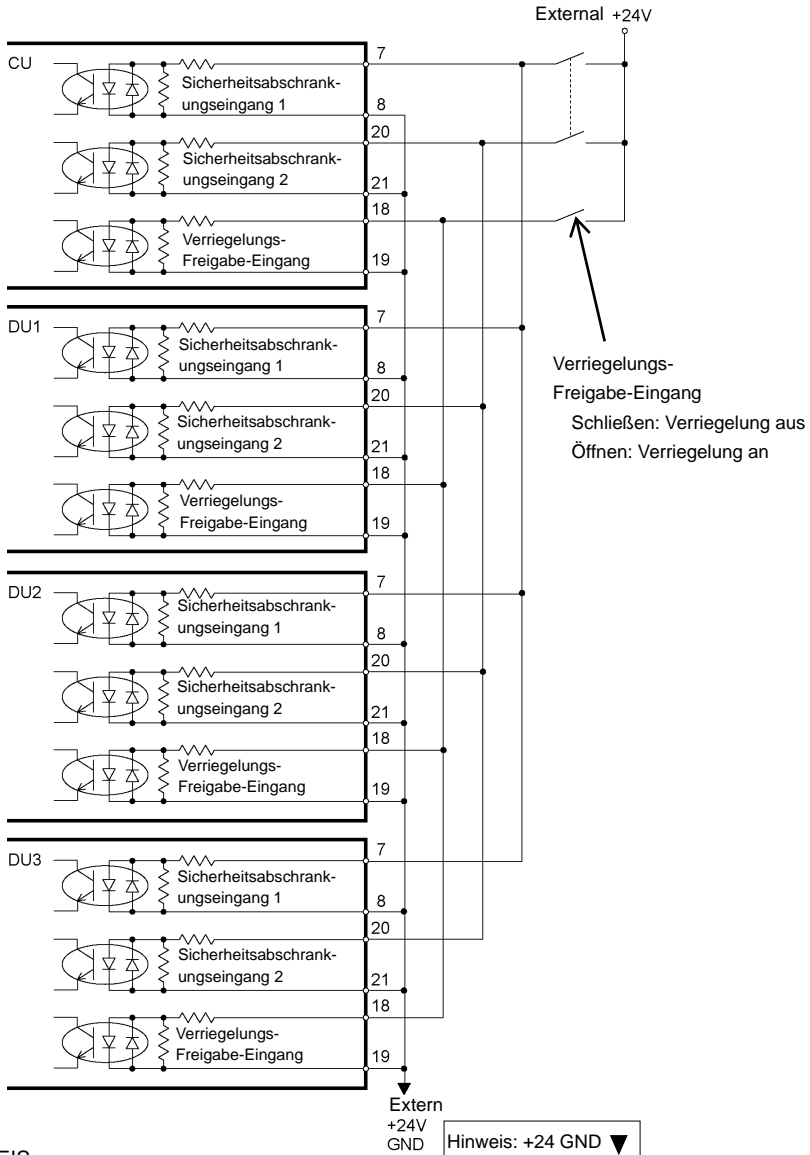 External +24V
CU
7
Sicherheitsabschrank-
ungseingang 1
8
20
Sicherheitsabschrank-
ungseingang 2
21
18
Verriegelungs-
Freigabe-Eingang
19
DU1
7
Sicherheitsabschrank-
ungseingang 1
8
20
Sicherheitsabschrank-
ungseingang 2
21
18
Verriegelungs-
Freigabe-Eingang
19
Verriegelungs-
Freigabe-Eingang
Schließen: Verriegelung aus
Öffnen: Verriegelung an
DU2
7
Sicherheitsabschrank-
ungseingang 1
8
20
Sicherheitsabschrank-
ungseingang 2
21
18
Verriegelungs-
Freigabe-Eingang
19
DU3
7
Sicherheitsabschrank-
ungseingang 1
8
20
Sicherheitsabschrank-
ungseingang 2
21
18
Verriegelungs-
Freigabe-Eingang
19
Extern
+24V
GND
Hinweis: +24 GND